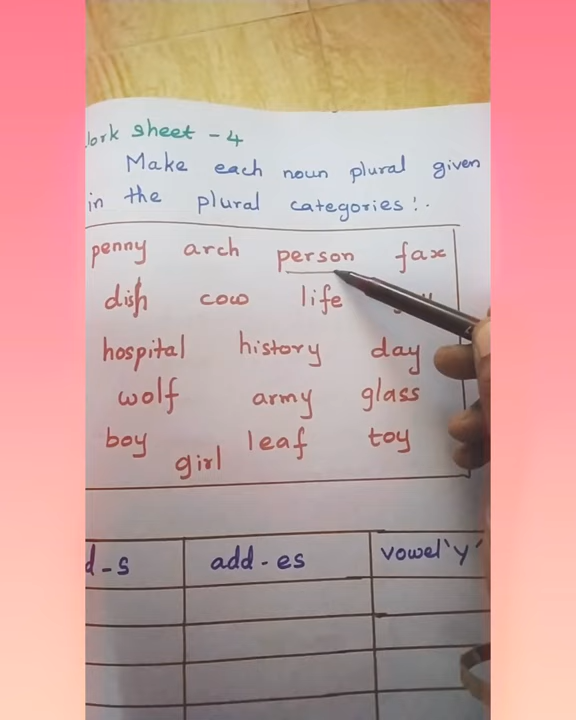 work sheet - 4
Make each noun plural given
in the plural categories:.
penny arch person fax
dish cow life
hospital history day
wolf army glass
boy girl leaf toy
d-s add-es vowel 'y'